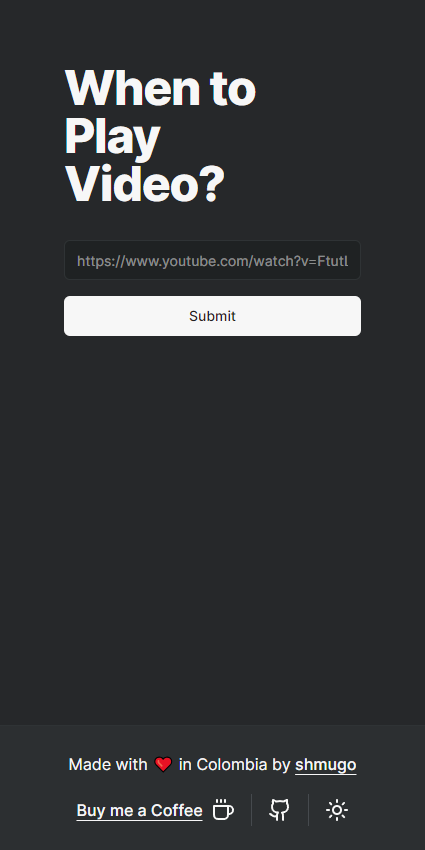 When to
Play
Video?
https://www.youtube.com/watch?v=Ftutl
Submit
Made with ❤️ in Colombia by shmugo
Buy me a Coffee